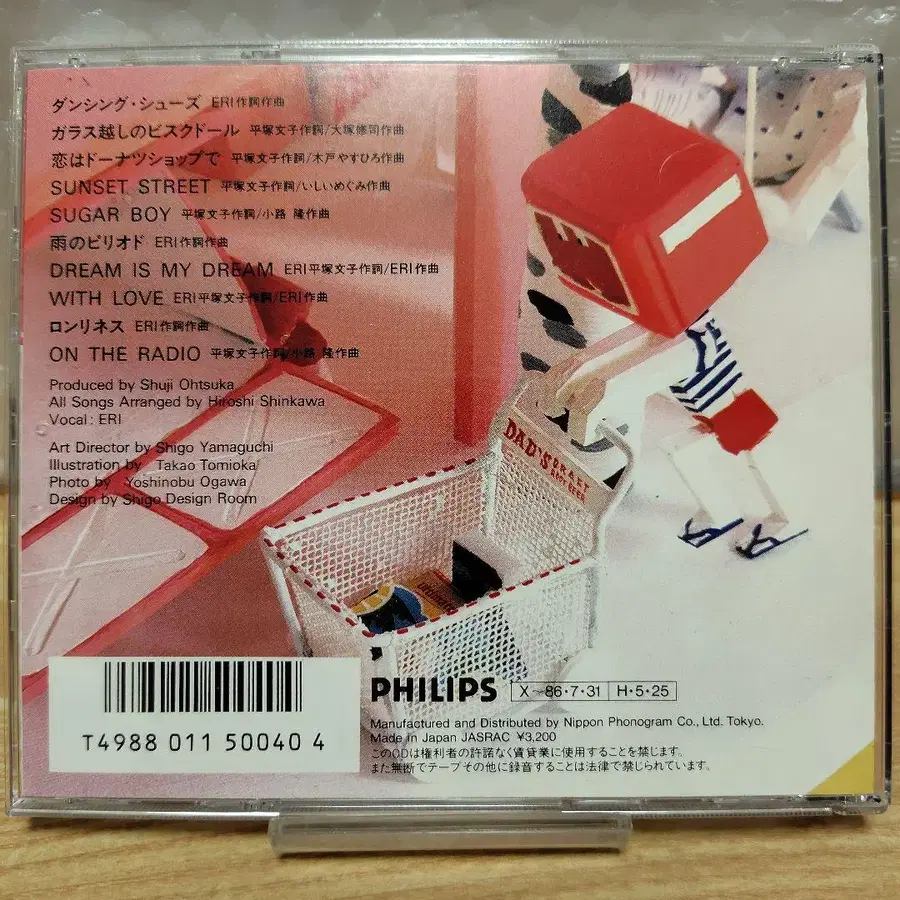 ダンシング・シューズ ERI作詞作曲
ガラス越しのビスクドール 平塚文子作詞/大塚修司作曲
恋はドーナツショップで 平塚文子作詞/木戸やすひろ作曲
SUNSET STREET 平塚文子作詞/いしいめぐみ作曲
SUGAR BOY 平塚文子作詞/小路 隆作曲
雨のピリオド ERI作詞作曲
DREAM IS MY DREAM ERI平塚文子作詞/ERI作曲
WITH LOVE ERI平塚文子作詞/ERI作曲
ロンリネス ERI作詞作曲
ON THE RADIO 平塚文子作詞/小路 隆作曲
Produced by Shuji Ohtsuka
All Songs Arranged by Hiroshi Shinkawa
Vocal: ERI
Art Director by Shigo Yamaguchi
Illustration by Takao Tomioka
Photo by Yoshinobu Ogawa
Design by Shigo Design Room
DAD'S
ROOT BEER
T4988 011 50040 4
PHILIPS X-86・7・31 H・5・25
Manufactured and Distributed by Nippon Phonogram Co., Ltd. Tokyo.
Made in Japan JASRAC ¥3,200
このCDは権利者の許諾なく賃貸業に使用することを禁じます。
また無断でテープその他に録音することは法律で禁じられています。